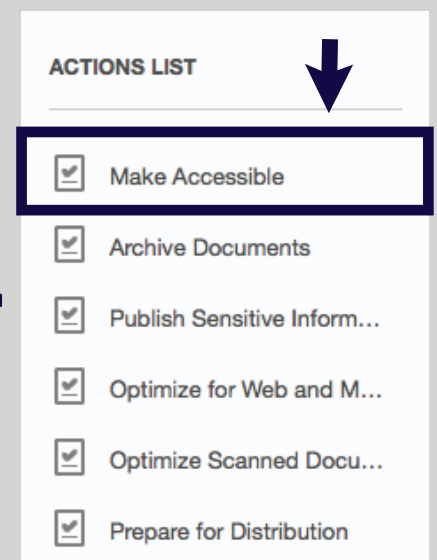 ACTIONS LIST
Make Accessible
Archive Documents
Publish Sensitive Inform...
Optimize for Web and M...
Optimize Scanned Docu...
Prepare for Distribution